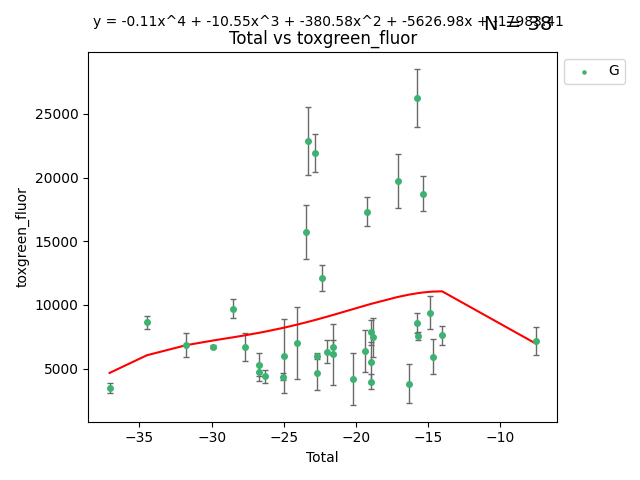 y = -0.11x^4 + -10.55x^3 + -380.58x^2 + -5626.98x +
N = 38
Total vs toxgreen_fluor
G
toxgreen_fluor
25000
20000
15000
10000
5000
−35 −30 −25 −20 −15 −10
Total